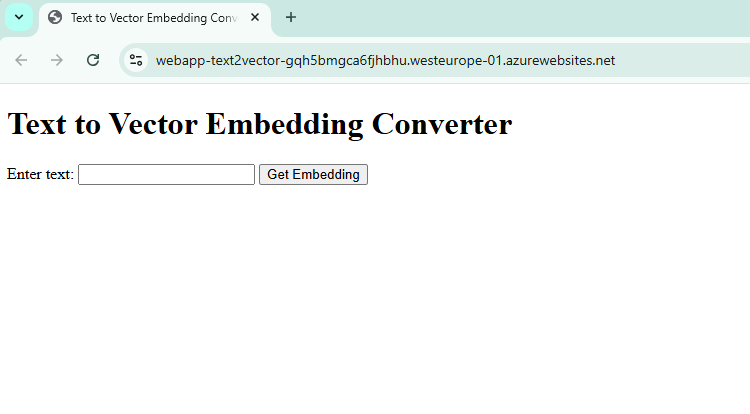 Text to Vector Embedding Conv
webapp-text2vector-gqh5bmgca6fjhbhu.westeurope-01.azurewebsites.net
Text to Vector Embedding Converter
Enter text: Get Embedding